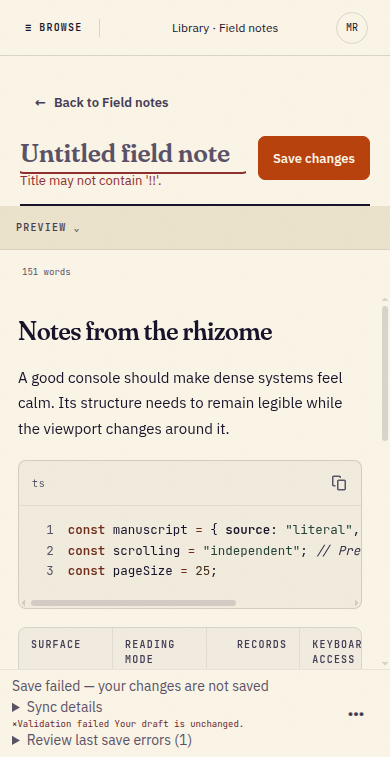 ≡ BROWSE
Library · Field notes
MR
← Back to Field notes
Untitled field note
Save changes
Title may not contain '!!'.
PREVIEW ⌄
151 words
Notes from the rhizome
A good console should make dense systems feel
calm. Its structure needs to remain legible while
the viewport changes around it.
ts
1 const manuscript = { source: "literal",
2 const scrolling = "independent"; // Pre
3 const pageSize = 25;
SURFACE READING MODE RECORDS KEYBOAR ACCESS
Save failed — your changes are not saved
▶ Sync details
×Validation failed Your draft is unchanged.
▶ Review last save errors (1)
•••